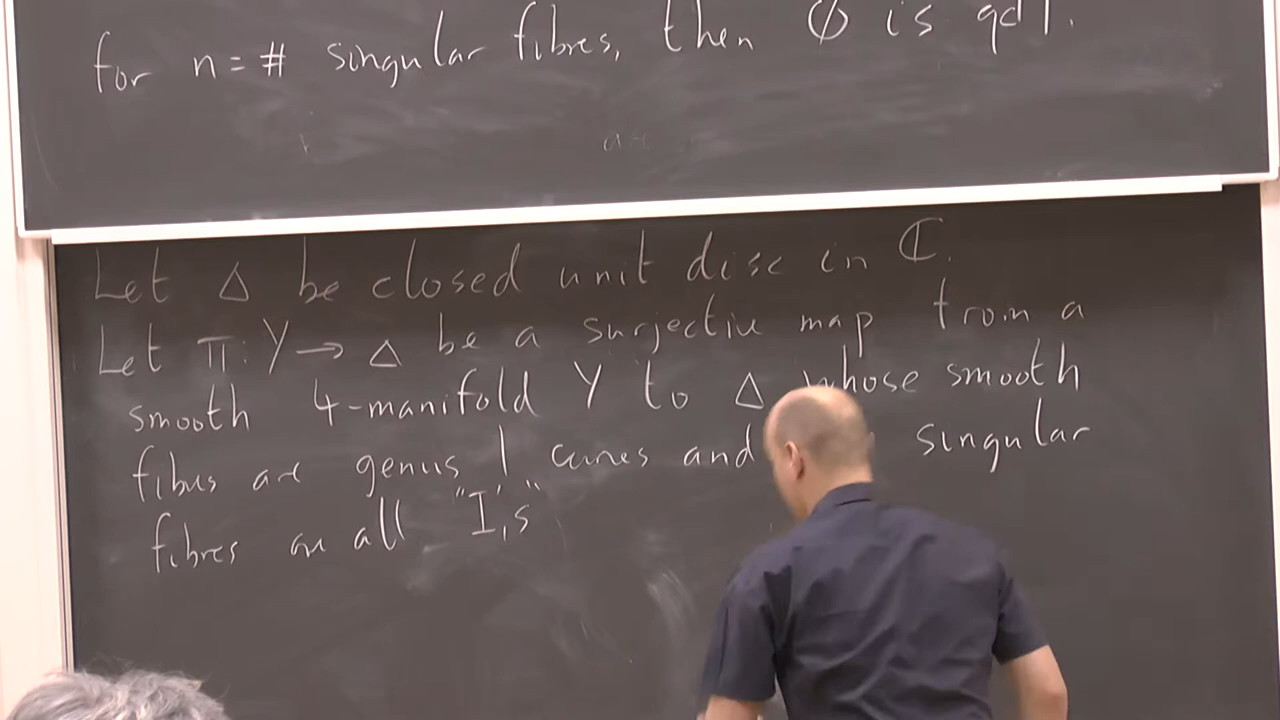 for n = # singular fibres, then Ø is qdf.
Let Δ be closed unit disc in ℂ.
Let π: Y → Δ be a surjective map from a
smooth 4-manifold Y to Δ whose smooth
fibres are genus 1 curves and singular
fibres are all "I₁'s"